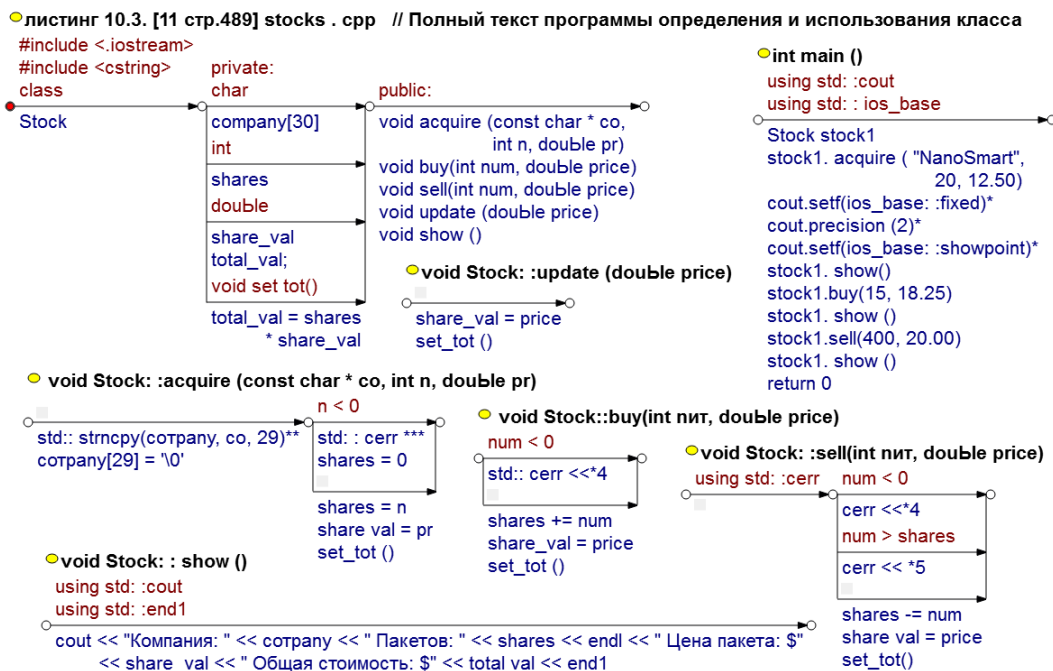 листинг 10.3. [11 стр.489] stocks . cpp // Полный текст программы определения и использования класса
#include <.iostream>
#include <cstring>
class
Stock
private:
char
company[30]
int
shares
douЬle
share_val
total_val;
void set tot()
total_val = shares
* share_val
public:
void acquire (const char * co,
int n, douЬle pr)
void buy(int num, douЬle price)
void sell(int num, douЬle price)
void update (douЬle price)
void show ()
int main ()
using std: :cout
using std: : ios_base
Stock stock1
stock1. acquire ( "NanoSmart",
20, 12.50)
cout.setf(ios_base: :fixed)*
cout.precision (2)*
cout.setf(ios_base: :showpoint)*
stock1. show()
stock1.buy(15, 18.25)
stock1. show ()
stock1.sell(400, 20.00)
stock1. show ()
return 0
void Stock: :update (douЬle price)
share_val = price
set_tot ()
void Stock: :acquire (const char * co, int n, douЬle pr)
std:: strncpy(сотрany, co, 29)**
сотрany[29] = '\0'
n < 0
std: : cerr ***
shares = 0
shares = n
share val = pr
set_tot ()
void Stock::buy(int пит, douЬle price)
num < 0
std:: cerr <<*4
shares += num
share_val = price
set_tot ()
void Stock: :sell(int пит, douЬle price)
using std: :cerr
num < 0
cerr <<*4
num > shares
cerr << *5
shares -= num
share val = price
set_tot()
void Stock: : show ()
using std: :cout
using std: :end1
cout << "Компания: " << сотрany << " Пакетов: " << shares << endl << " Цена пакета: $"
<< share_val << " Общая стоимость: $" << total val << end1